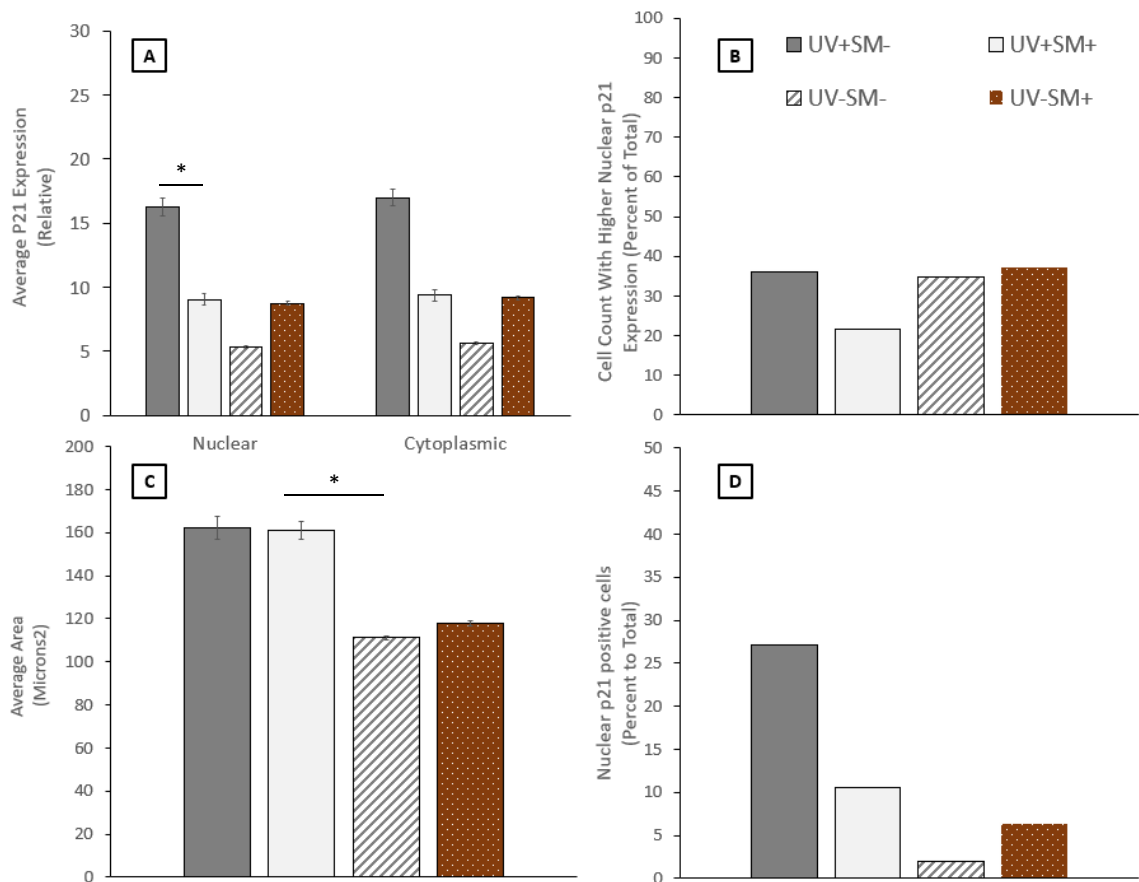 A
Average P21 Expression
(Relative)
30
25
20
15
10
5
0
*
Nuclear
Cytoplasmic
B
UV+SM-
UV+SM+
UV-SM-
UV-SM+
Cell Count With Higher Nuclear p21
Expression (Percent of Total)
100
90
80
70
60
50
40
30
20
10
0
C
Average Area
(Microns2)
200
180
160
140
120
100
80
60
40
20
0
*
D
Nuclear p21 positive cells
(Percent to Total)
50
45
40
35
30
25
20
15
10
5
0